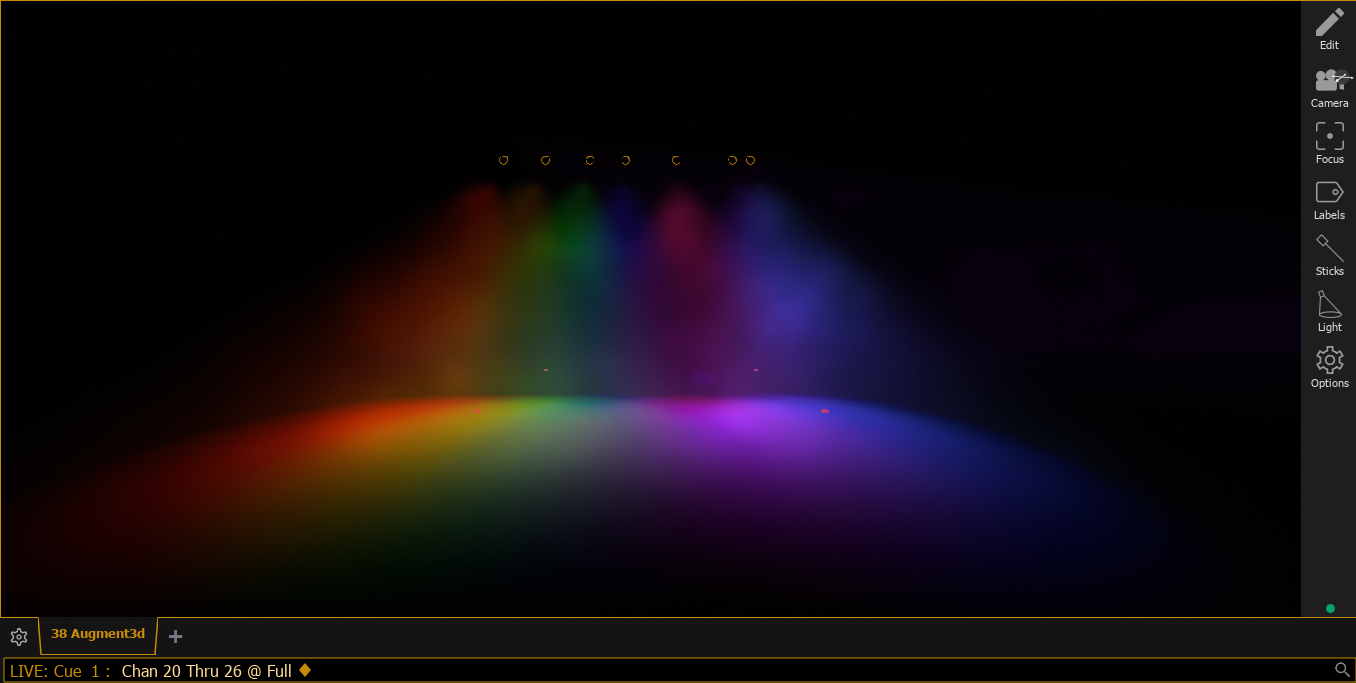 Edit
Camera
Focus
Labels
Sticks
Light
Options
38 Augment3d
LIVE: Cue 1 : Chan 20 Thru 26 @ Full